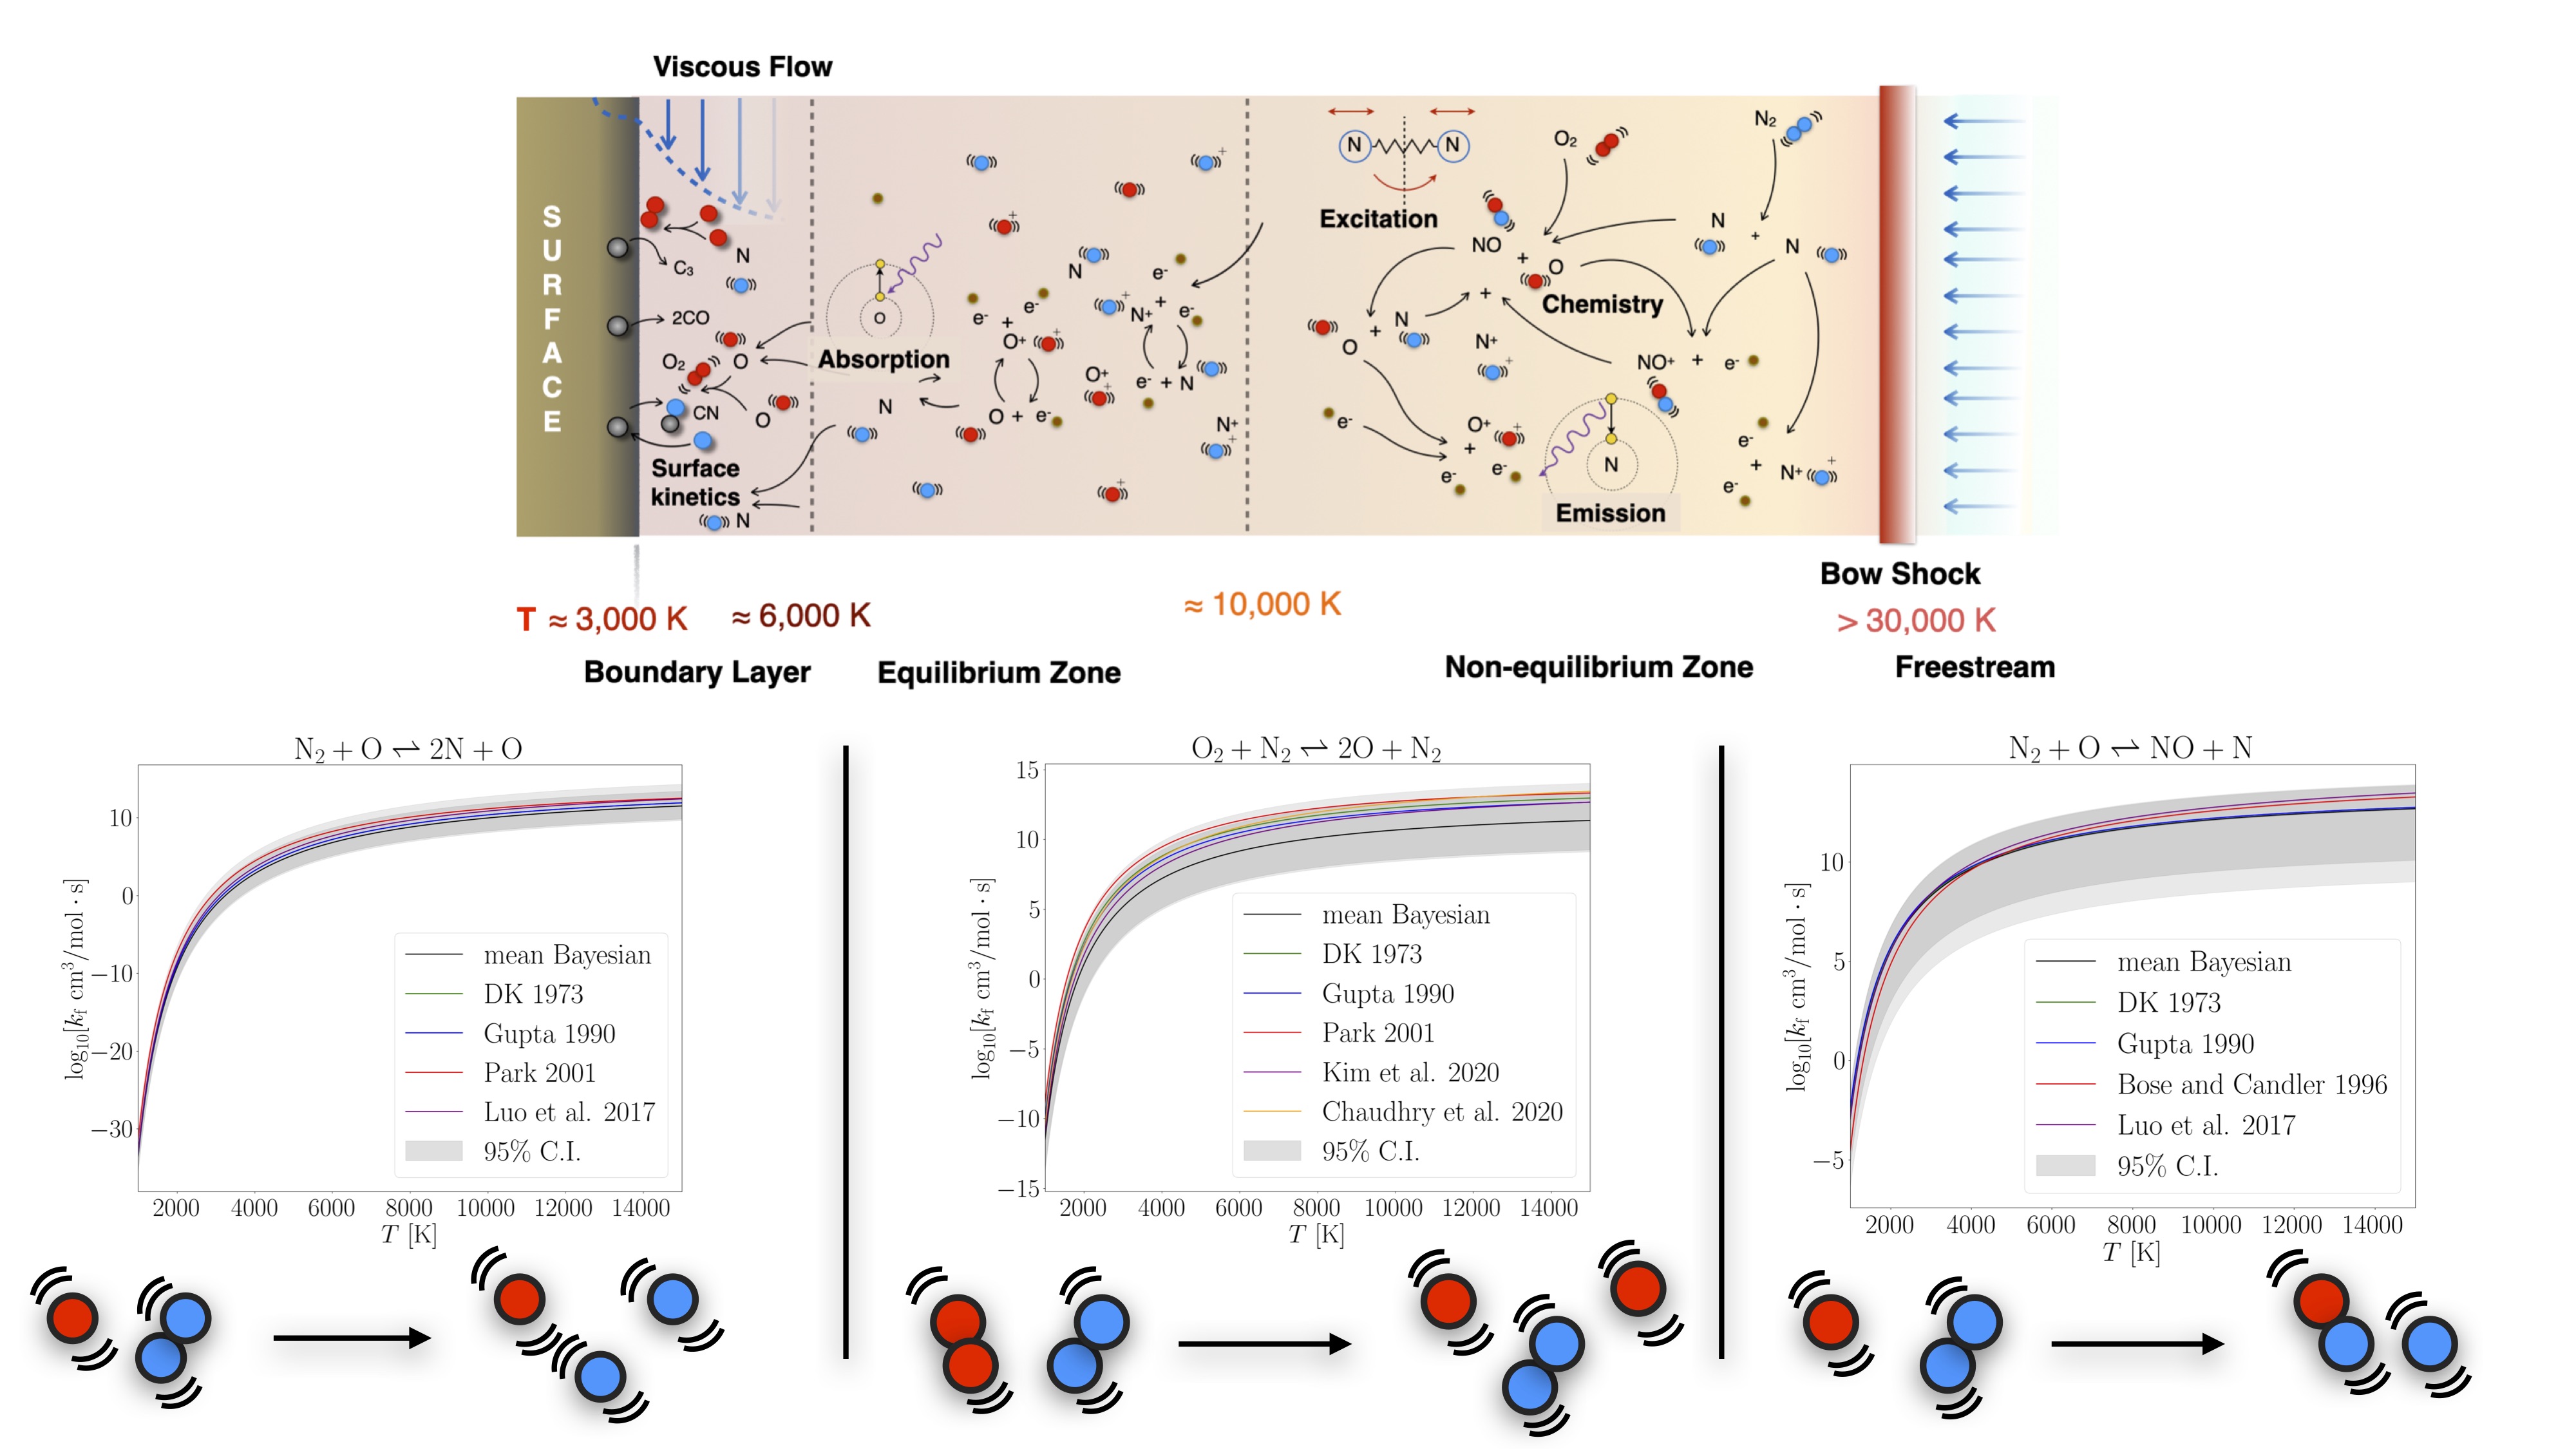 Viscous Flow
SURFACE
N
C3
2CO
O2
O
CN
O
Surface
kinetics
N
O
Absorption
N
N
e-
e-
+
O+
O + e-
e-
N+ + e-
e- + N
O+
N+
N
N
Excitation
O2
N2
NO
+
O
+
Chemistry
N
+
N
O
+
N
N+
NO+ + e-
e-
O+
+
e-
e-
N
Emission
e-
+
N+
e-
Bow Shock
T ≈ 3,000 K
≈ 6,000 K
≈ 10,000 K
> 30,000 K
Boundary Layer
Equilibrium Zone
Non-equilibrium Zone
Freestream
N2 + O ⇌ 2N + O
log10[kf cm3/mol · s]
10
0
−10
−20
−30
mean Bayesian
DK 1973
Gupta 1990
Park 2001
Luo et al. 2017
95% C.I.
2000 4000 6000 8000 10000 12000 14000
T [K]
O2 + N2 ⇌ 2O + N2
log10[kf cm3/mol · s]
15
10
5
0
−5
−10
−15
mean Bayesian
DK 1973
Gupta 1990
Park 2001
Kim et al. 2020
Chaudhry et al. 2020
95% C.I.
2000 4000 6000 8000 10000 12000 14000
T [K]
N2 + O ⇌ NO + N
log10[kf cm3/mol · s]
10
5
0
−5
mean Bayesian
DK 1973
Gupta 1990
Bose and Candler 1996
Luo et al. 2017
95% C.I.
2000 4000 6000 8000 10000 12000 14000
T [K]